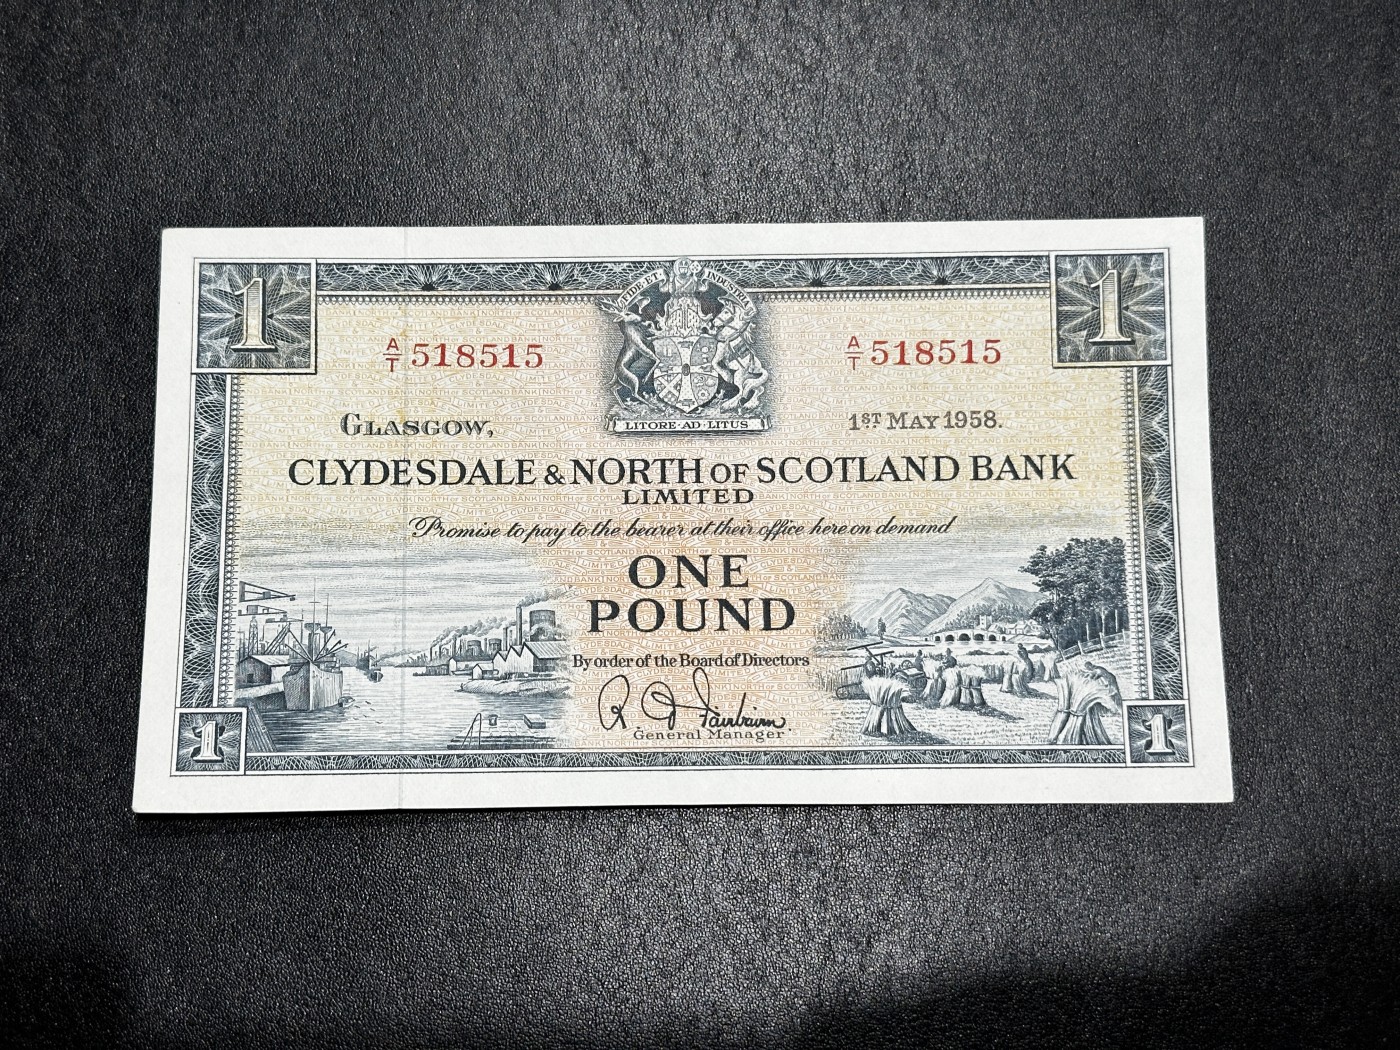 1
1
FIDE·ET· INDUSTRIA
A/T 518515
A/T 518515
LITORE·AD·LITUS
GLASGOW,
1ST MAY 1958.
CLYDESDALE & NORTH OF SCOTLAND BANK
LIMITED
Promise to pay to the bearer at their office here on demand
ONE
POUND
By order of the Board of Directors
R. D. Fairbairn
General Manager.
1
1